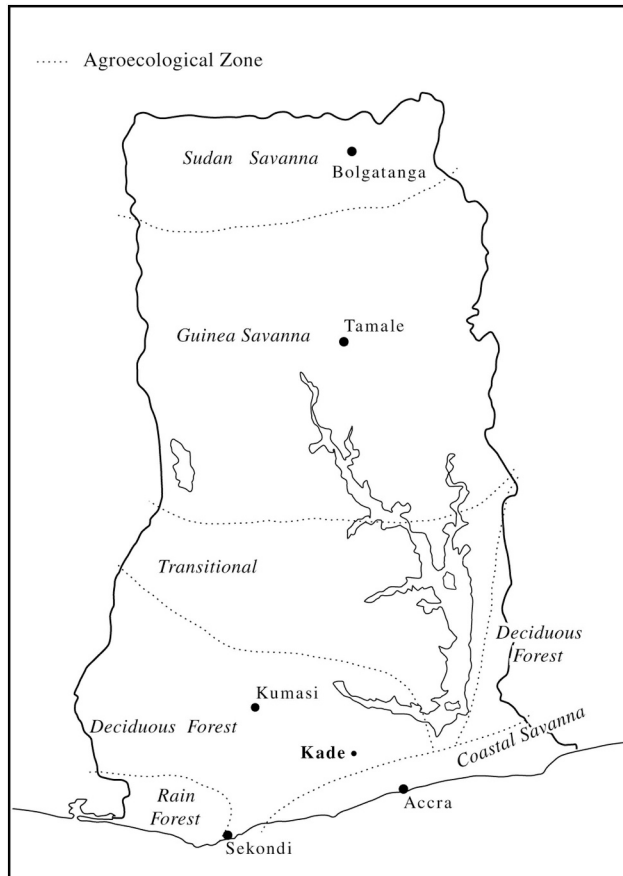 Agroecological Zone
Sudan Savanna
Bolgatanga
Guinea Savanna
Tamale
Transitional
Deciduous
Forest
Kumasi
Deciduous Forest
Coastal Savanna
Kade
Rain
Forest
Accra
Sekondi